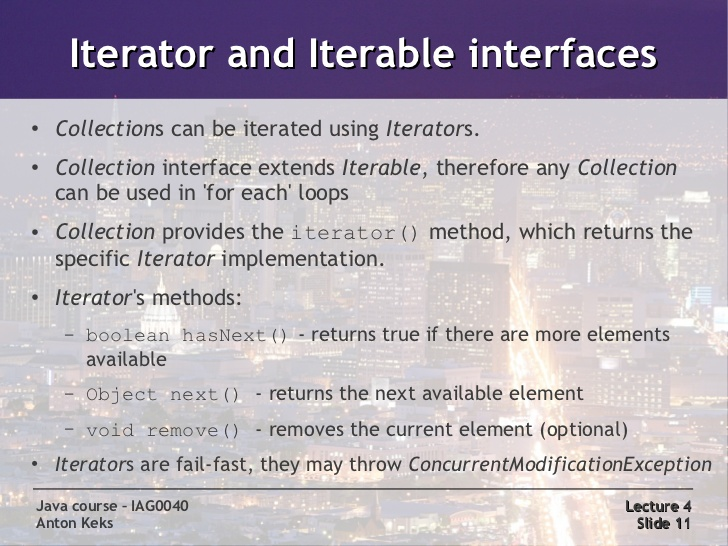 Iterator and Iterable interfaces
• Collections can be iterated using Iterators.
• Collection interface extends Iterable, therefore any Collection
can be used in 'for each' loops
• Collection provides the iterator() method, which returns the
specific Iterator implementation.
• Iterator's methods:
– boolean hasNext() - returns true if there are more elements
available
– Object next() - returns the next available element
– void remove() - removes the current element (optional)
• Iterators are fail-fast, they may throw ConcurrentModificationException
Java course – IAG0040
Anton Keks
Lecture 4
Slide 11